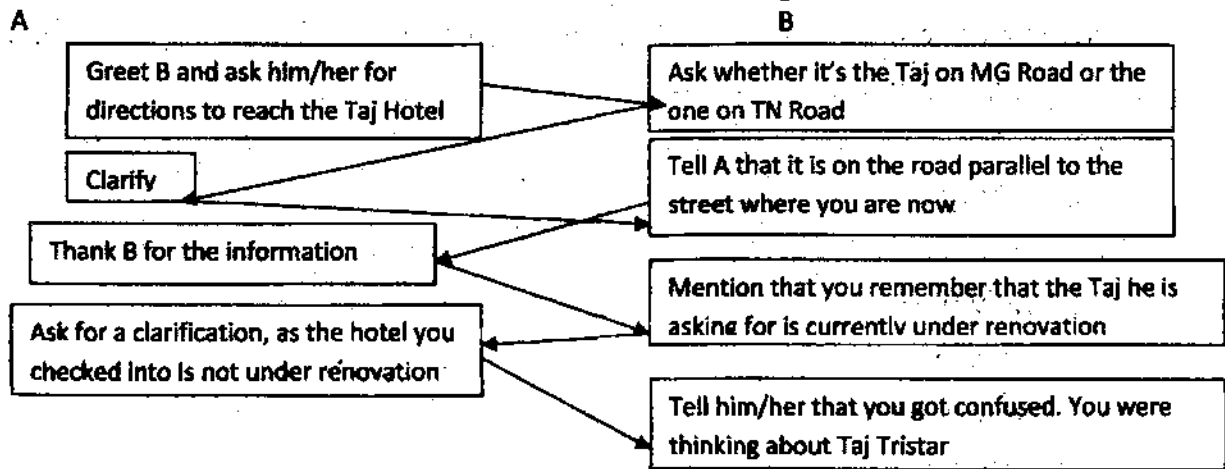 A
B
Greet B and ask him/her for
directions to reach the Taj Hotel
Ask whether it's the Taj on MG Road or the
one on TN Road
Clarify
Tell A that it is on the road parallel to the
street where you are now
Thank B for the information
Mention that you remember that the Taj he is
asking for is currently under renovation
Ask for a clarification, as the hotel you
checked into is not under renovation
Tell him/her that you got confused. You were
thinking about Taj Tristar